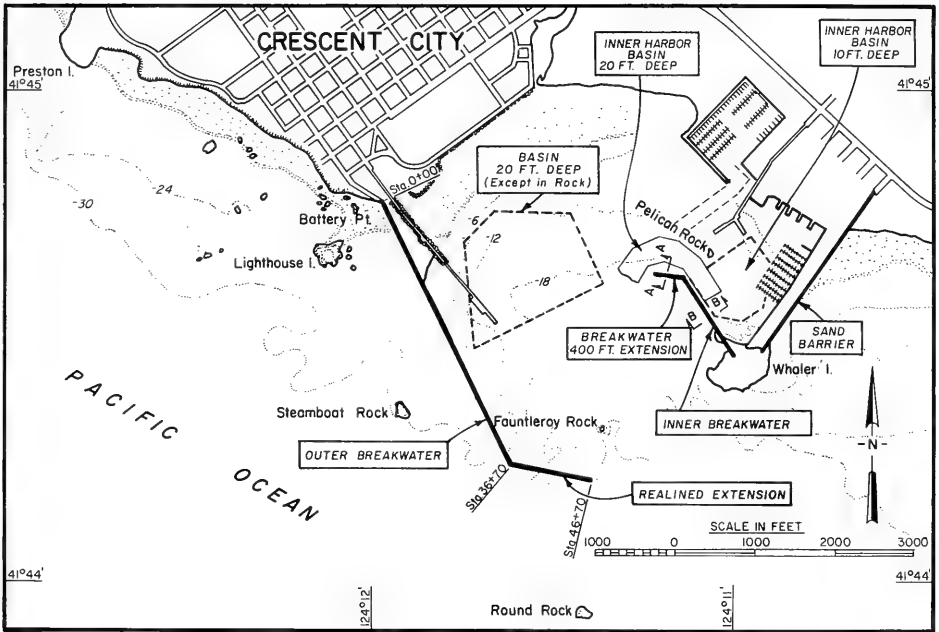 CRESCENT CITY
INNER HARBOR
BASIN
20 FT. DEEP
INNER HARBOR
BASIN
10 FT. DEEP
Preston I.
41°45'
41°45'
BASIN
20 FT. DEEP
(Except in Rock)
Sta. 0+00
-30
-24
Battery Pt.
Lighthouse I.
-6
-12
-18
Pelican Rock
A
A
B
B
BREAKWATER
400 FT. EXTENSION
SAND
BARRIER
Whaler I.
PACIFIC
OCEAN
Steamboat Rock
Fauntleroy Rock
INNER BREAKWATER
OUTER BREAKWATER
-N-
REALINED EXTENSION
Sta 36+70
Sta 46+70
SCALE IN FEET
1000 0 1000 2000 3000
41°44'
41°44'
124°12'
124°11'
Round Rock